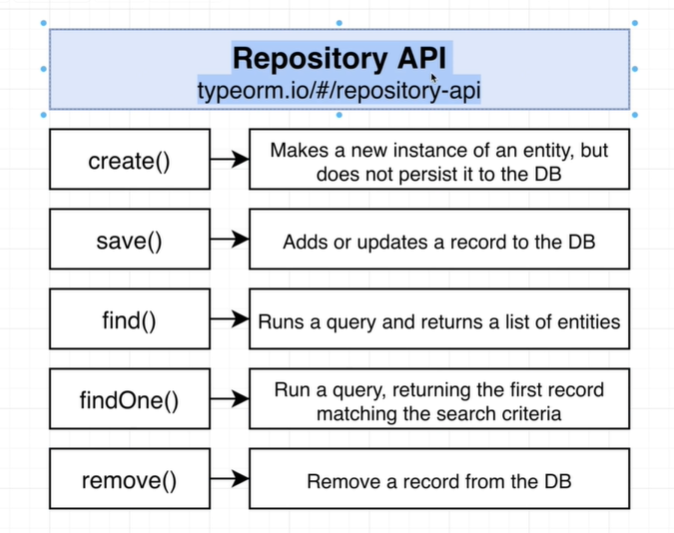 Repository API
typeorm.io/#/repository-api
create()
Makes a new instance of an entity, but
does not persist it to the DB
save()
Adds or updates a record to the DB
find()
Runs a query and returns a list of entities
findOne()
Run a query, returning the first record
matching the search criteria
remove()
Remove a record from the DB